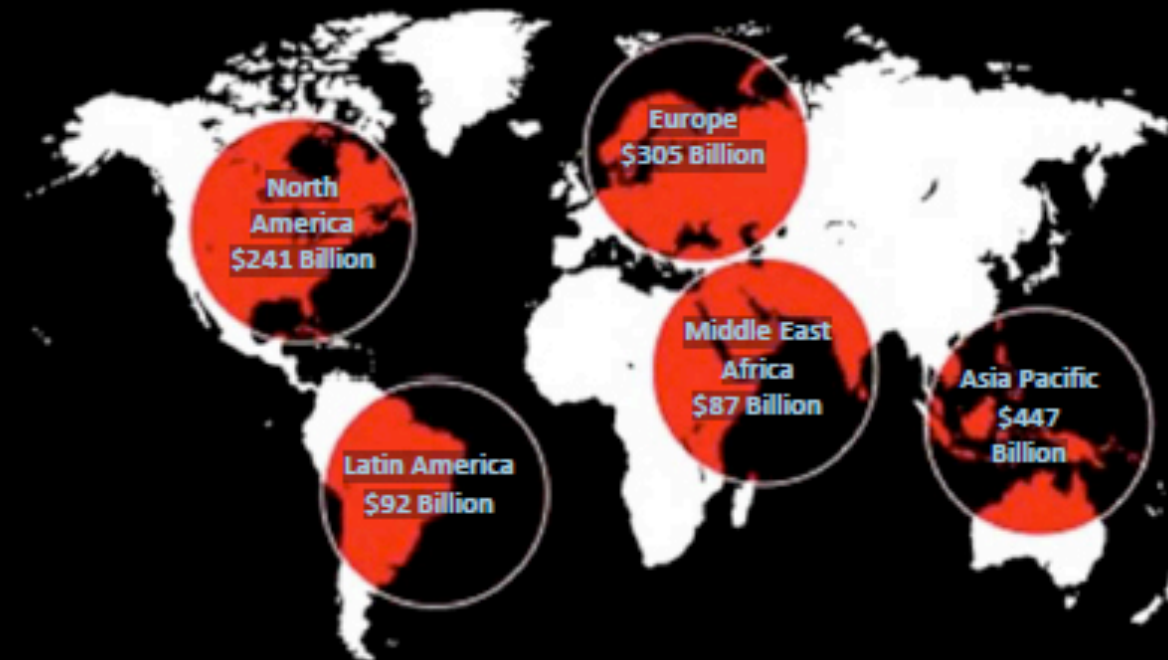 Europe
$305 Billion
North
America
$241 Billion
Middle East
Africa
$87 Billion
Asia Pacific
$447
Billion
Latin America
$92 Billion